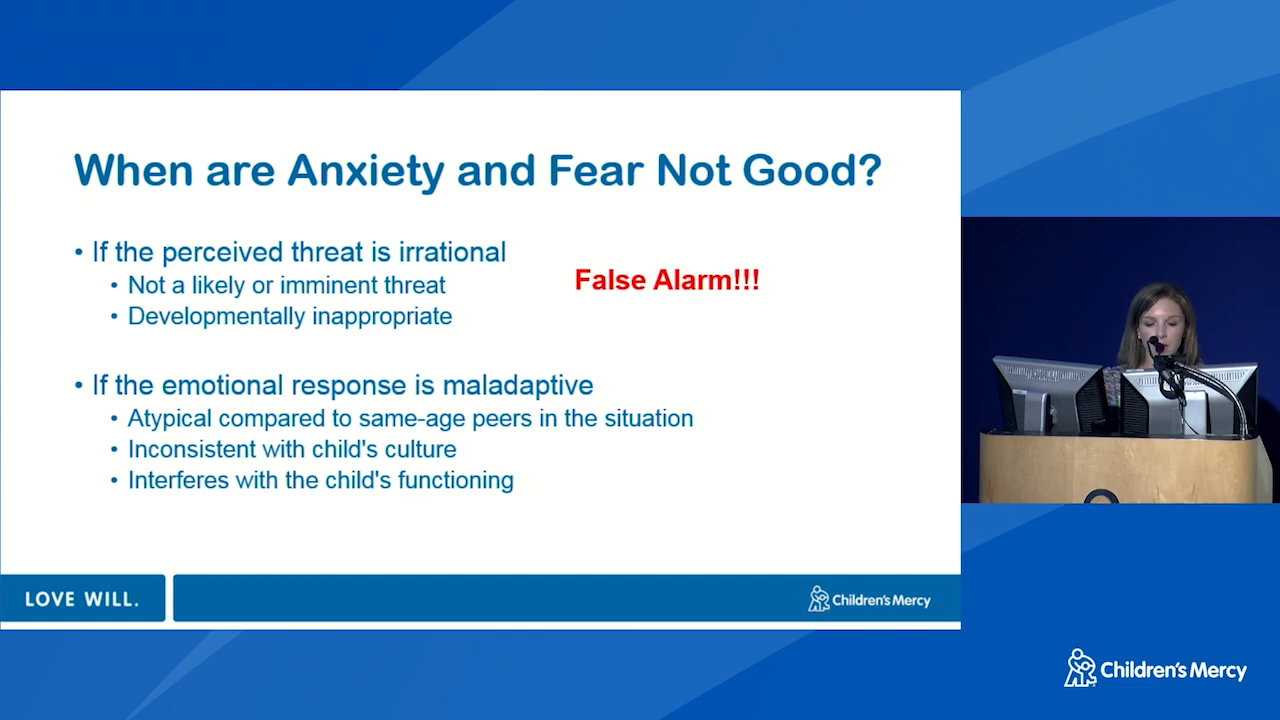 When are Anxiety and Fear Not Good?
• If the perceived threat is irrational
• Not a likely or imminent threat
• Developmentally inappropriate
False Alarm!!!
• If the emotional response is maladaptive
• Atypical compared to same-age peers in the situation
• Inconsistent with child's culture
• Interferes with the child's functioning
LOVE WILL.
Children's Mercy
Children's Mercy